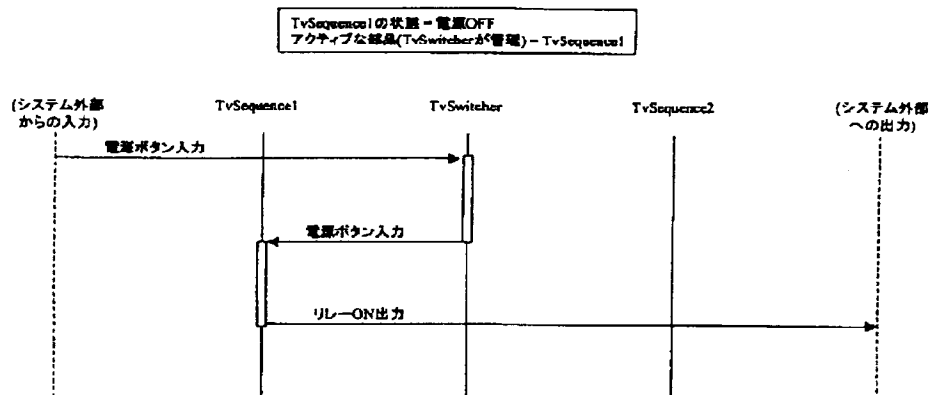 TvSequence1の状態＝電源OFF
アクティブな部品(TvSwitcherが管理)＝TvSequence1
(システム外部
からの入力)
TvSequence1
TvSwitcher
TvSequence2
(システム外部
への出力)
電源ボタン入力
電源ボタン入力
リレーON出力